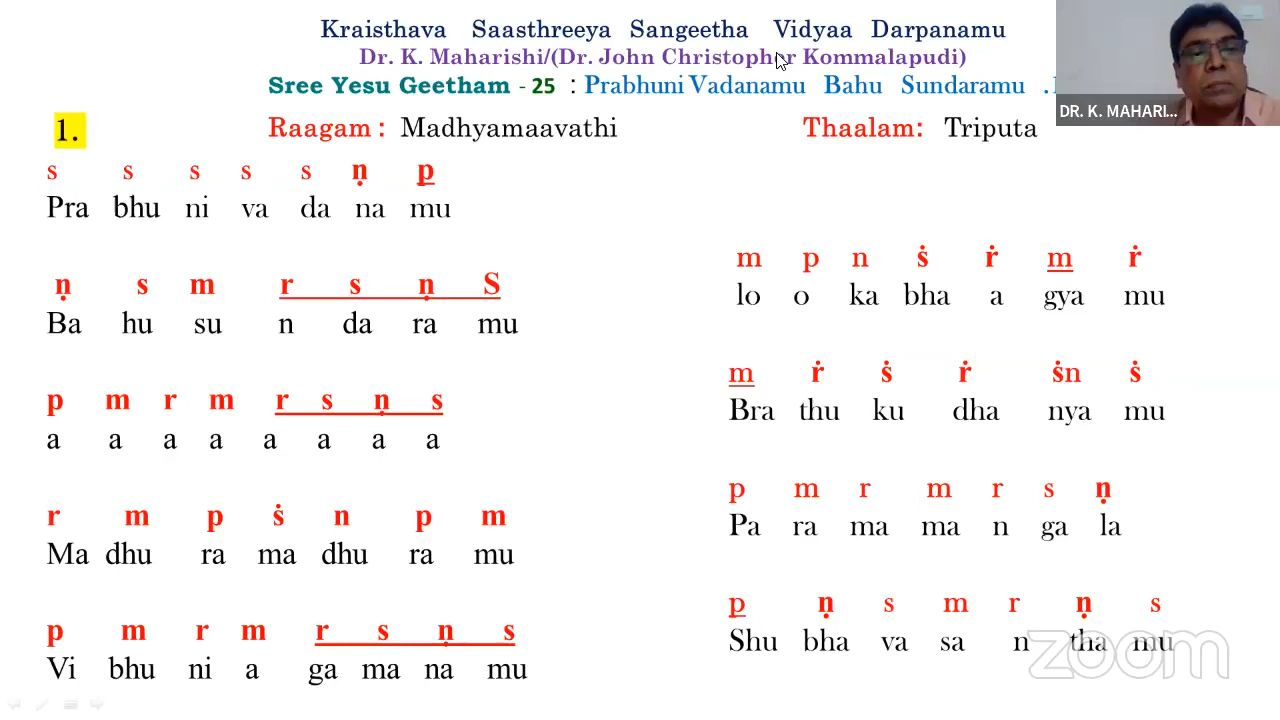 Kraisthava Saasthreeya Sangeetha Vidyaa Darpanamu
Dr. K. Maharishi/(Dr. John Christopher Kommalapudi)
Sree Yesu Geetham - 25 : Prabhuni Vadanamu Bahu Sundaramu .
DR. K. MAHARI...
1. Raagam : Madhyamaavathi Thaalam: Triputa
s s s s s ṇ p
Pra bhu ni va da na mu
ṇ s m r s ṇ S
Ba hu su n da ra mu
p m r m r s ṇ s
a a a a a a a a
r m p ṡ n p m
Ma dhu ra ma dhu ra mu
p m r m r s ṇ s
Vi bhu ni a ga ma na mu
m p n ṡ ṙ m ṙ
lo o ka bha a gya mu
m ṙ ṡ ṙ ṡn ṡ
Bra thu ku dha nya mu
p m r m r s ṇ
Pa ra ma ma n ga la
p ṇ s m r ṇ s
Shu bha va sa n tha mu
zoom